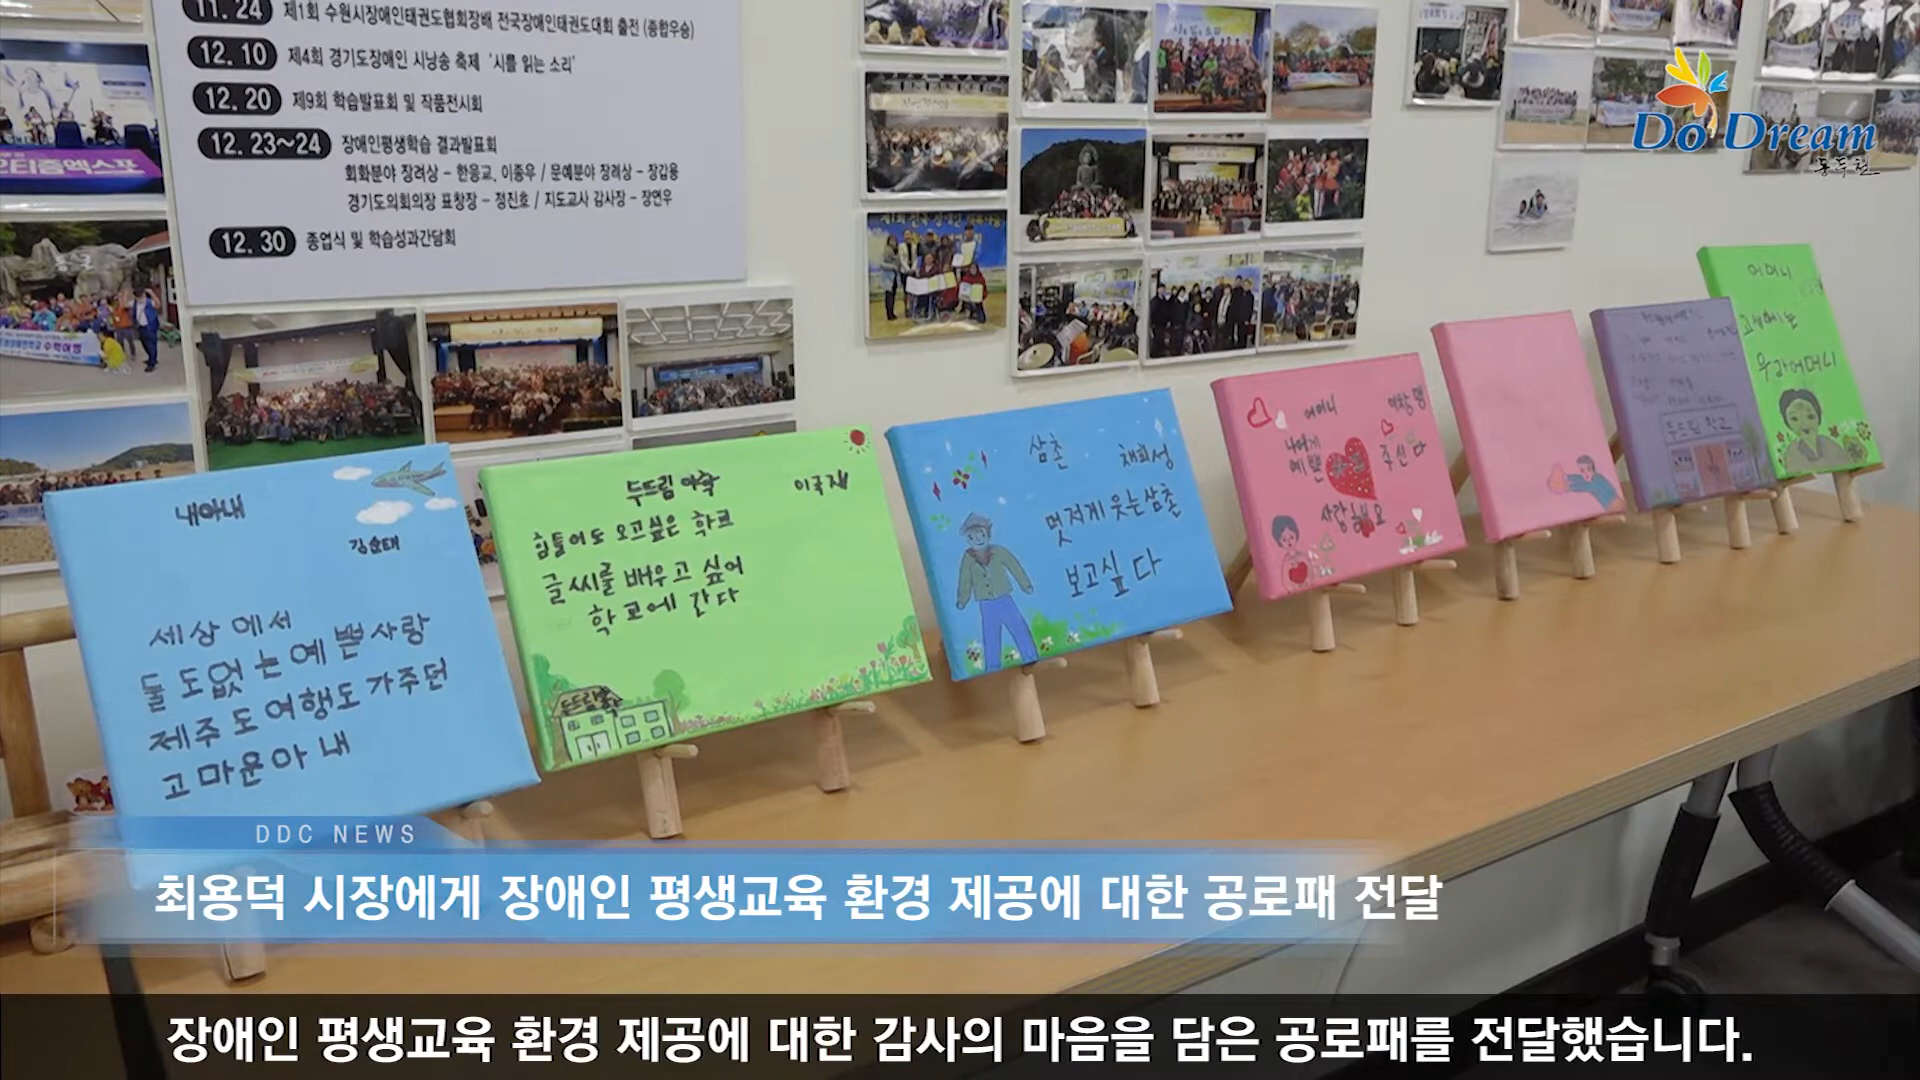 11. 24 제1회 수원시장애인태권도협회장배 전국장애인태권도대회 출전 (종합우승)
12. 10 제4회 경기도장애인 시낭송 축제 '시를 읽는 소리'
12. 20 제9회 학습발표회 및 작품전시회
12. 23~24 장애인평생학습 결과발표회
회화분야 장려상 - 한응교, 이종우 / 문예분야 장려상 - 장갑용
경기도의회의장 표창장 - 정진호 / 지도교사 감사장 - 장연우
12. 30 종업식 및 학습성과간담회
Do Dream
동두천
내아내
김순태
세상에서
둘도없는예쁜사랑
제주도여행도가주던
고마운아내
두뜨림 야학
이국재
힘들어도 오고싶은 학교
글씨를배우고싶어
학교에 간다
삼촌
채희성
멋저게웃는삼촌
보고싶다
어머니
나에게
예쁜
주신다
사랑해요
두드림 학교
어머니
우리어머니
DDC NEWS
최용덕 시장에게 장애인 평생교육 환경 제공에 대한 공로패 전달
장애인 평생교육 환경 제공에 대한 감사의 마음을 담은 공로패를 전달했습니다.